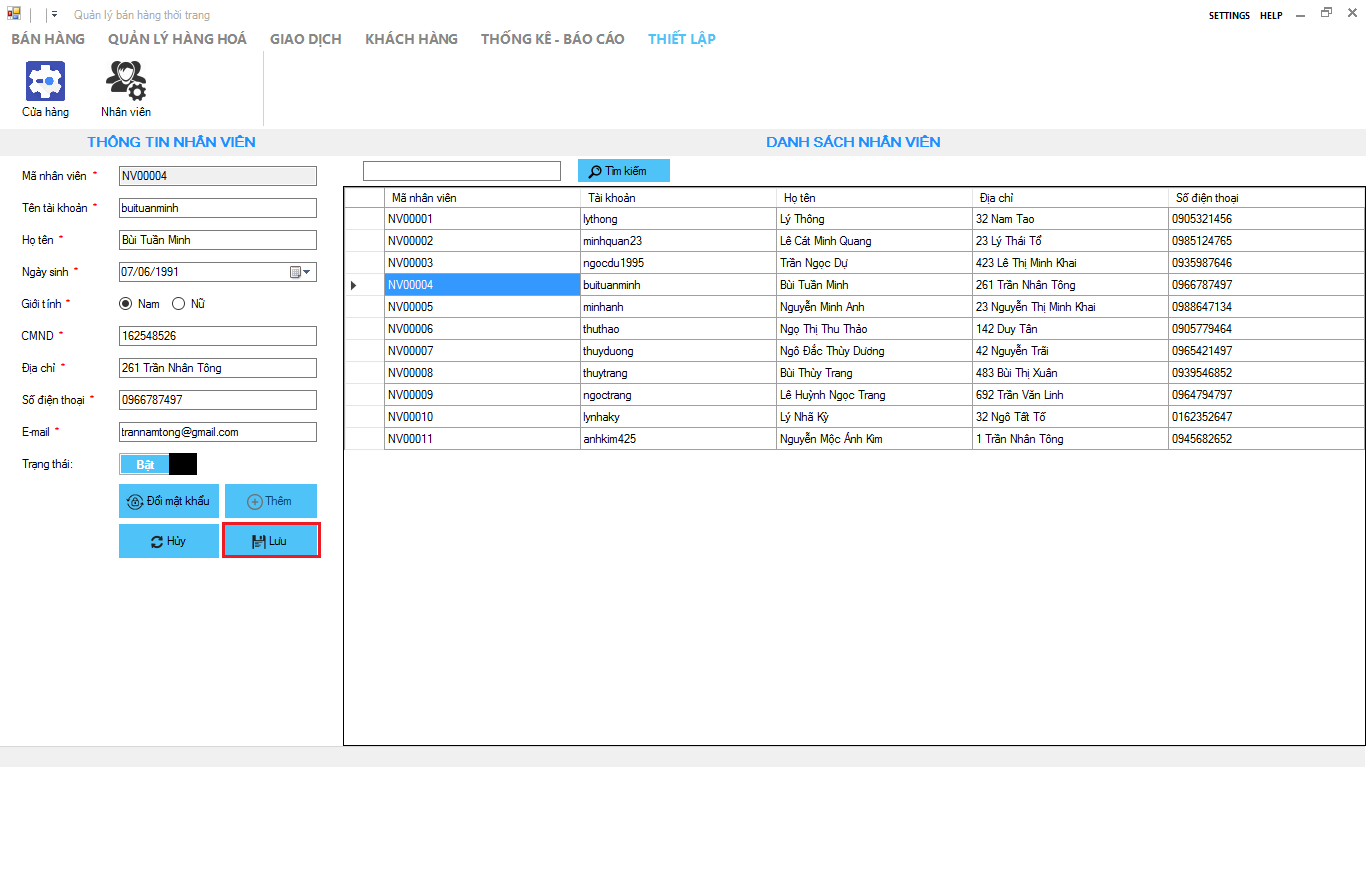 Quản lý bán hàng thời trang
SETTINGS HELP
BÁN HÀNG QUẢN LÝ HÀNG HOÁ GIAO DỊCH KHÁCH HÀNG THỐNG KÊ - BÁO CÁO THIẾT LẬP
Cửa hàng Nhân viên
THÔNG TIN NHÂN VIÊN
Mã nhân viên * NV00004
Tên tài khoản * buituanminh
Họ tên * Bùi Tuấn Minh
Ngày sinh * 07/06/1991
Giới tính * Nam Nữ
CMND * 162548526
Địa chỉ * 261 Trần Nhân Tông
Số điện thoại * 0966787497
E-mail * trannamtong@gmail.com
Trạng thái: Bật
Đổi mật khẩu Thêm
Hủy Lưu
DANH SÁCH NHÂN VIÊN
Tìm kiếm
Mã nhân viên Tài khoản Họ tên Địa chỉ Số điện thoại
NV00001 lythong Lý Thông 32 Nam Tao 0905321456
NV00002 minhquan23 Lê Cát Minh Quang 23 Lý Thái Tổ 0985124765
NV00003 ngocdu1995 Trần Ngọc Dự 423 Lê Thị Minh Khai 0935987646
NV00004 buituanminh Bùi Tuấn Minh 261 Trần Nhân Tông 0966787497
NV00005 minhanh Nguyễn Minh Anh 23 Nguyễn Thị Minh Khai 0988647134
NV00006 thuthao Ngọ Thị Thu Thảo 142 Duy Tân 0905779464
NV00007 thuyduong Ngô Đắc Thùy Dương 42 Nguyễn Trãi 0965421497
NV00008 thuytrang Bùi Thùy Trang 483 Bùi Thị Xuân 0939546852
NV00009 ngoctrang Lê Huỳnh Ngọc Trang 692 Trần Văn Linh 0964794797
NV00010 lynhaky Lý Nhã Kỳ 32 Ngô Tất Tố 0162352647
NV00011 anhkim425 Nguyễn Mộc Ánh Kim 1 Trần Nhân Tông 0945682652